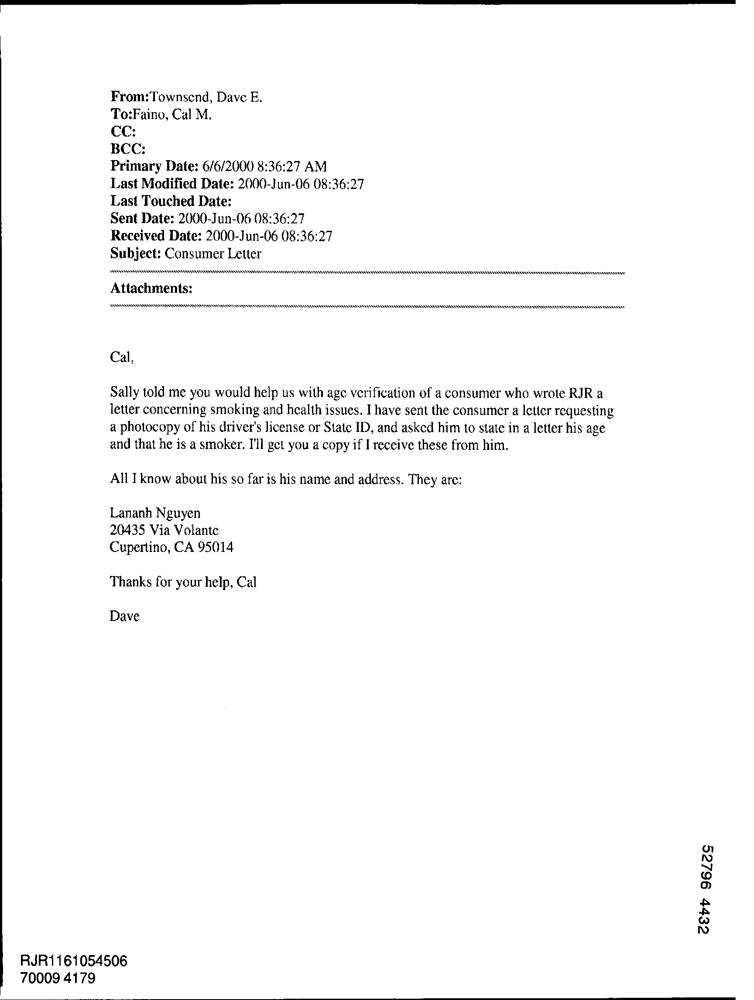 From:Townsend, Dave E.
To:Faino, Cal M.
CC:
BCC:
Primary Date: 6/6/2000 8:36:27 AM
Last Modified Date: 2000-Jun-06 08:36:27
Last Touched Date:
Sent Date: 2000-Jun-06 08:36:27
Received Date: 2000-Jun-06 08:36:27
Subject: Consumer Letter
Attachments:
Cal,
Sally told me you would help us with age verification of a consumer who wrote RJR a
letter concerning smoking and health issues. I have sent the consumer a letter requesting
a photocopy of his driver's license or State ID, and asked him to state in a letter his age
and that he is a smoker. I'll get you a copy if I receive these from him.
All I know about his so far is his name and address. They are:
Lananh Nguyen
20435 Via Volante
Cupertino, CA 95014
Thanks for your help, Cal
Dave
52796 4432
RJR1161054506
70009 4179